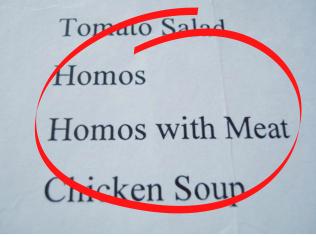 Tomato Salad
Homos
Homos with Meat
Chicken Soup